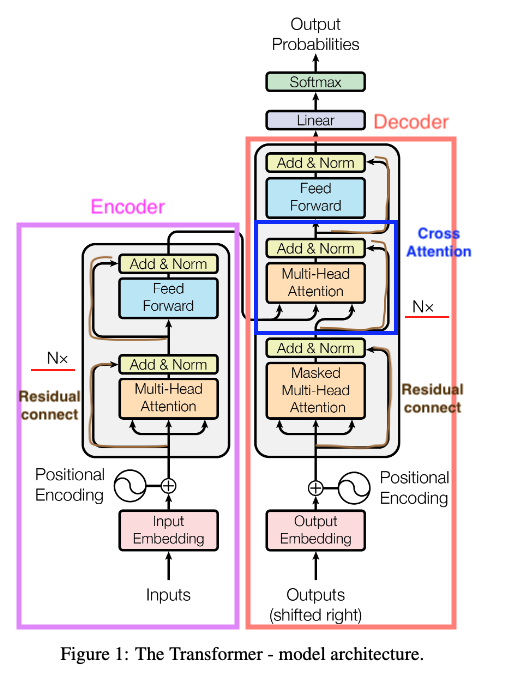 Output
Probabilities
Softmax
Linear
Decoder
Add & Norm
Feed
Forward
Cross
Attention
Add & Norm
Multi-Head
Attention
N×
Add & Norm
Masked
Multi-Head
Attention
Residual
connect
Positional
Encoding
Output
Embedding
Outputs
(shifted right)
Encoder
Add & Norm
Feed
Forward
N×
Add & Norm
Multi-Head
Attention
Residual
connect
Positional
Encoding
Input
Embedding
Inputs
Figure 1: The Transformer - model architecture.